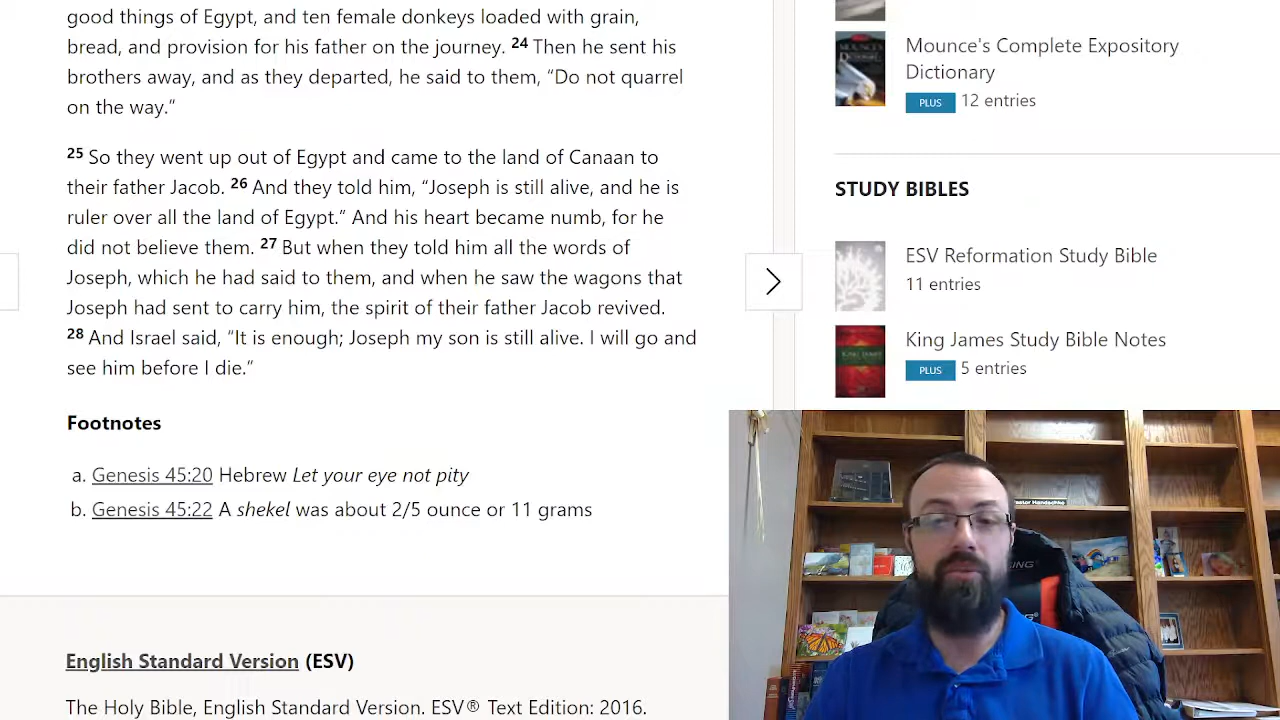 good things of Egypt, and ten female donkeys loaded with grain,
bread, and provision for his father on the journey. 24 Then he sent his
brothers away, and as they departed, he said to them, “Do not quarrel
on the way.”
25 So they went up out of Egypt and came to the land of Canaan to
their father Jacob. 26 And they told him, “Joseph is still alive, and he is
ruler over all the land of Egypt.” And his heart became numb, for he
did not believe them. 27 But when they told him all the words of
Joseph, which he had said to them, and when he saw the wagons that
Joseph had sent to carry him, the spirit of their father Jacob revived.
28 And Israel said, “It is enough; Joseph my son is still alive. I will go and
see him before I die.”
Footnotes
a. Genesis 45:20 Hebrew Let your eye not pity
b. Genesis 45:22 A shekel was about 2/5 ounce or 11 grams
English Standard Version (ESV)
The Holy Bible, English Standard Version. ESV® Text Edition: 2016.
Mounce's Complete Expository
Dictionary
PLUS 12 entries
STUDY BIBLES
ESV Reformation Study Bible
11 entries
King James Study Bible Notes
PLUS 5 entries